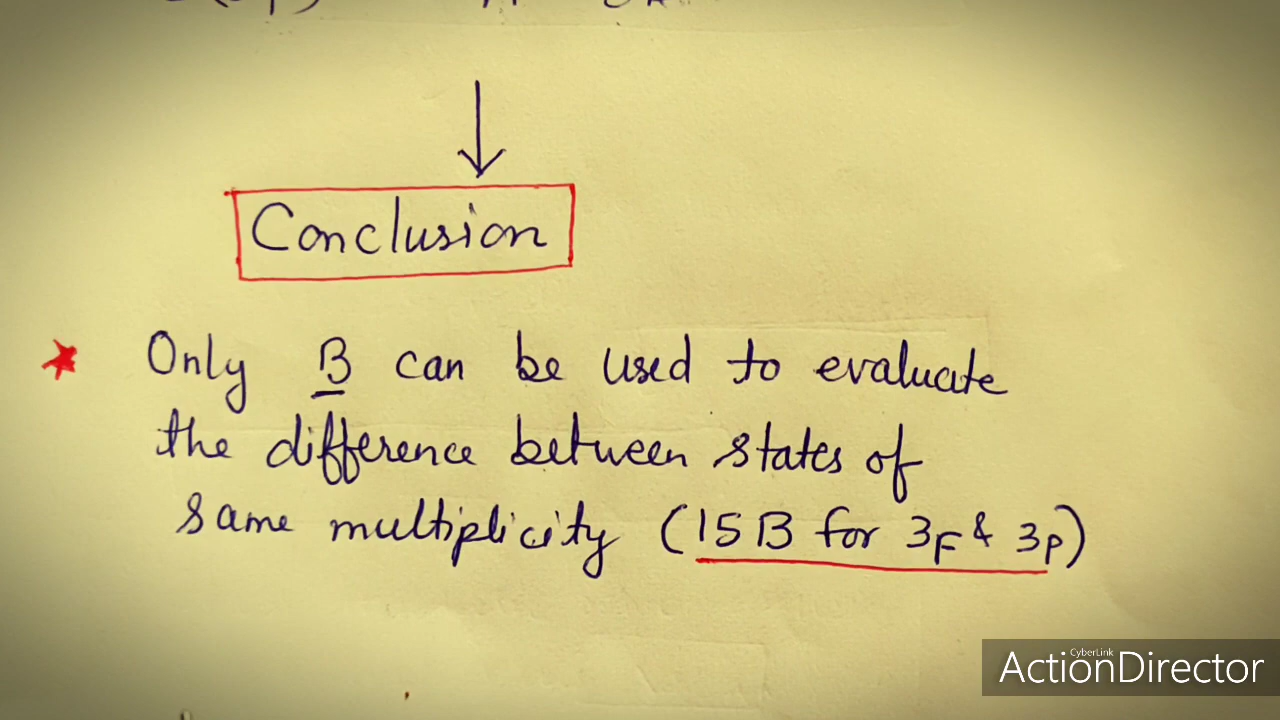 Conclusion
Only B can be used to evaluate
the difference between states of
same multiplicity (15B for 3F & 3P)
CyberLink
ActionDirector